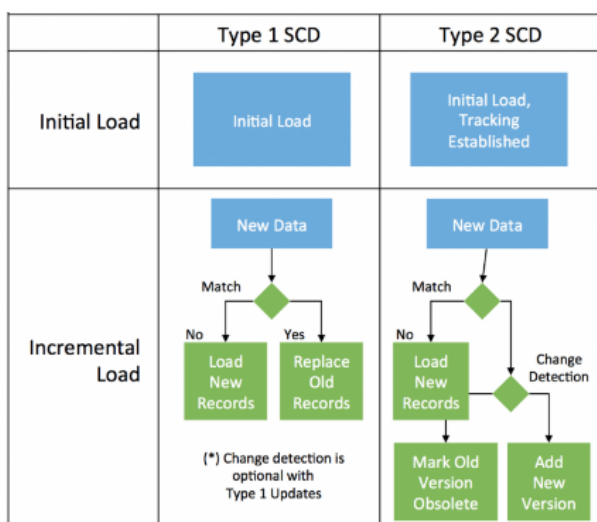 Type 1 SCD
Type 2 SCD
Initial Load
Initial Load
Initial Load,
Tracking
Established
Incremental
Load
New Data
Match
No
Yes
Load
New
Records
Replace
Old
Records
(*) Change detection is
optional with
Type 1 Updates
New Data
Match
No
Load
New
Records
Change
Detection
Mark Old
Version
Obsolete
Add
New
Version